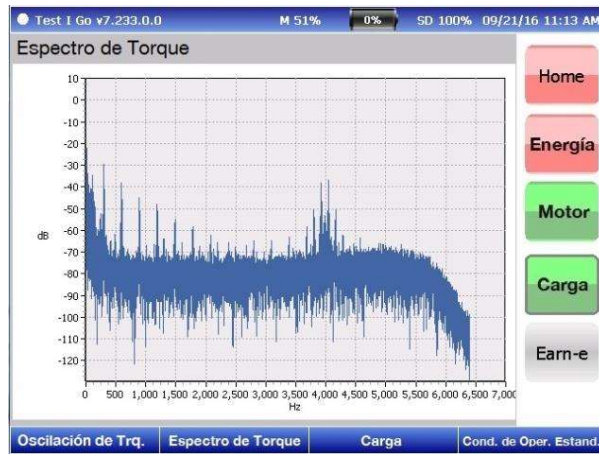 Test I Go v7.233.0.0 M 51% 0% SD 100% 09/21/16 11:13 AM
Espectro de Torque
10
0
-10
-20
-30
-40
-50
-60
-70
-80
-90
-100
-110
-120
dB
0 500 1,000 1,500 2,000 2,500 3,000 3,500 4,000 4,500 5,000 5,500 6,000 6,500 7,000
Hz
Home
Energía
Motor
Carga
Earn-e
Oscilación de Trq. Espectro de Torque Carga Cond. de Oper. Estand.